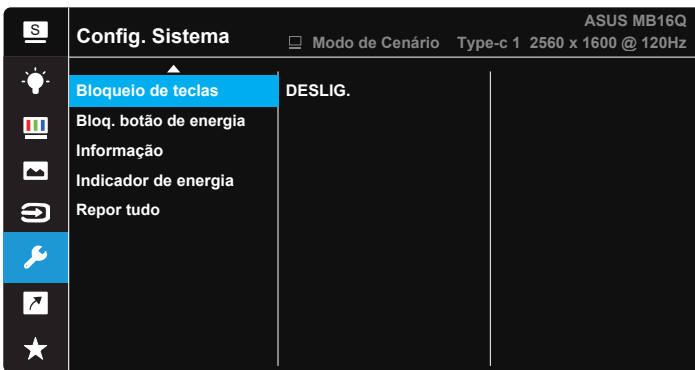 S
Config. Sistema
ASUS MB16Q
Modo de Cenário Type-c 1 2560 x 1600 @ 120Hz
Bloqueio de teclas DESLIG.
Bloq. botão de energia
Informação
Indicador de energia
Repor tudo